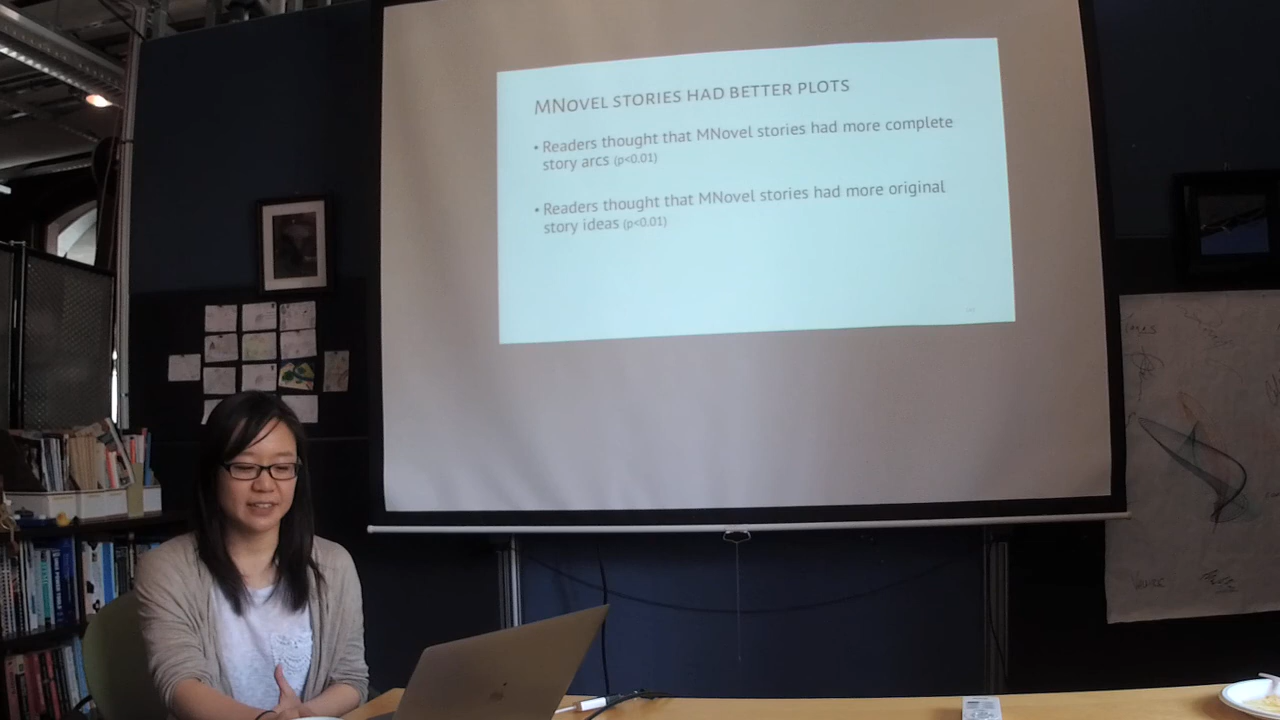 MNOVEL STORIES HAD BETTER PLOTS
• Readers thought that MNovel stories had more complete
story arcs (p<0.01)
• Readers thought that MNovel stories had more original
story ideas (p<0.01)